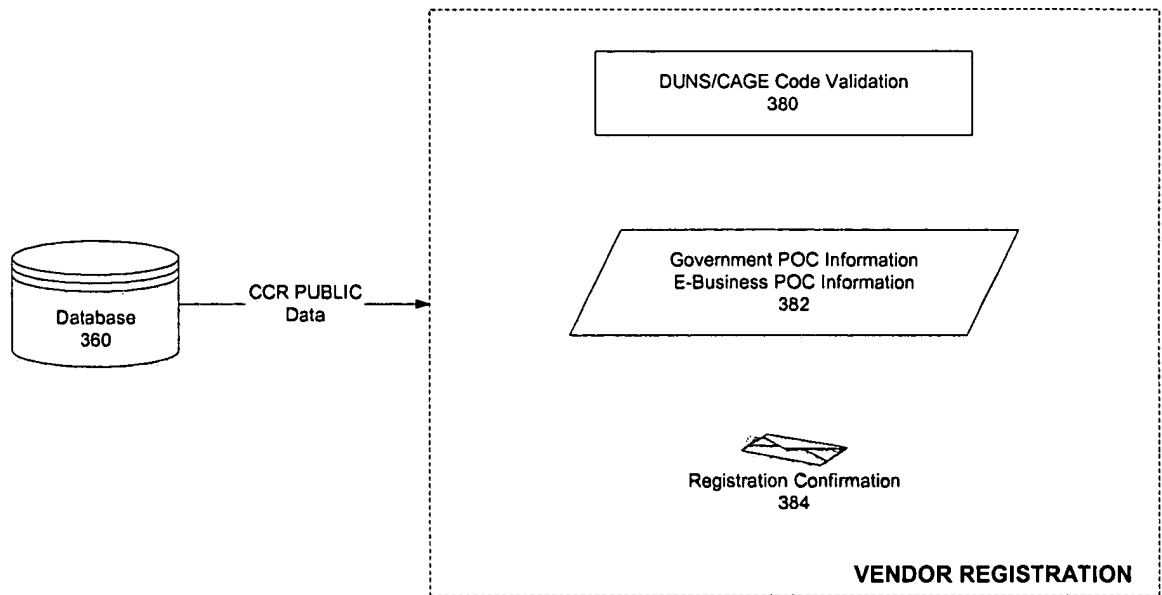 DUNS/CAGE Code Validation
380
Government POC Information
E-Business POC Information
382
CCR PUBLIC
Data
Database
360
Registration Confirmation
384
VENDOR REGISTRATION